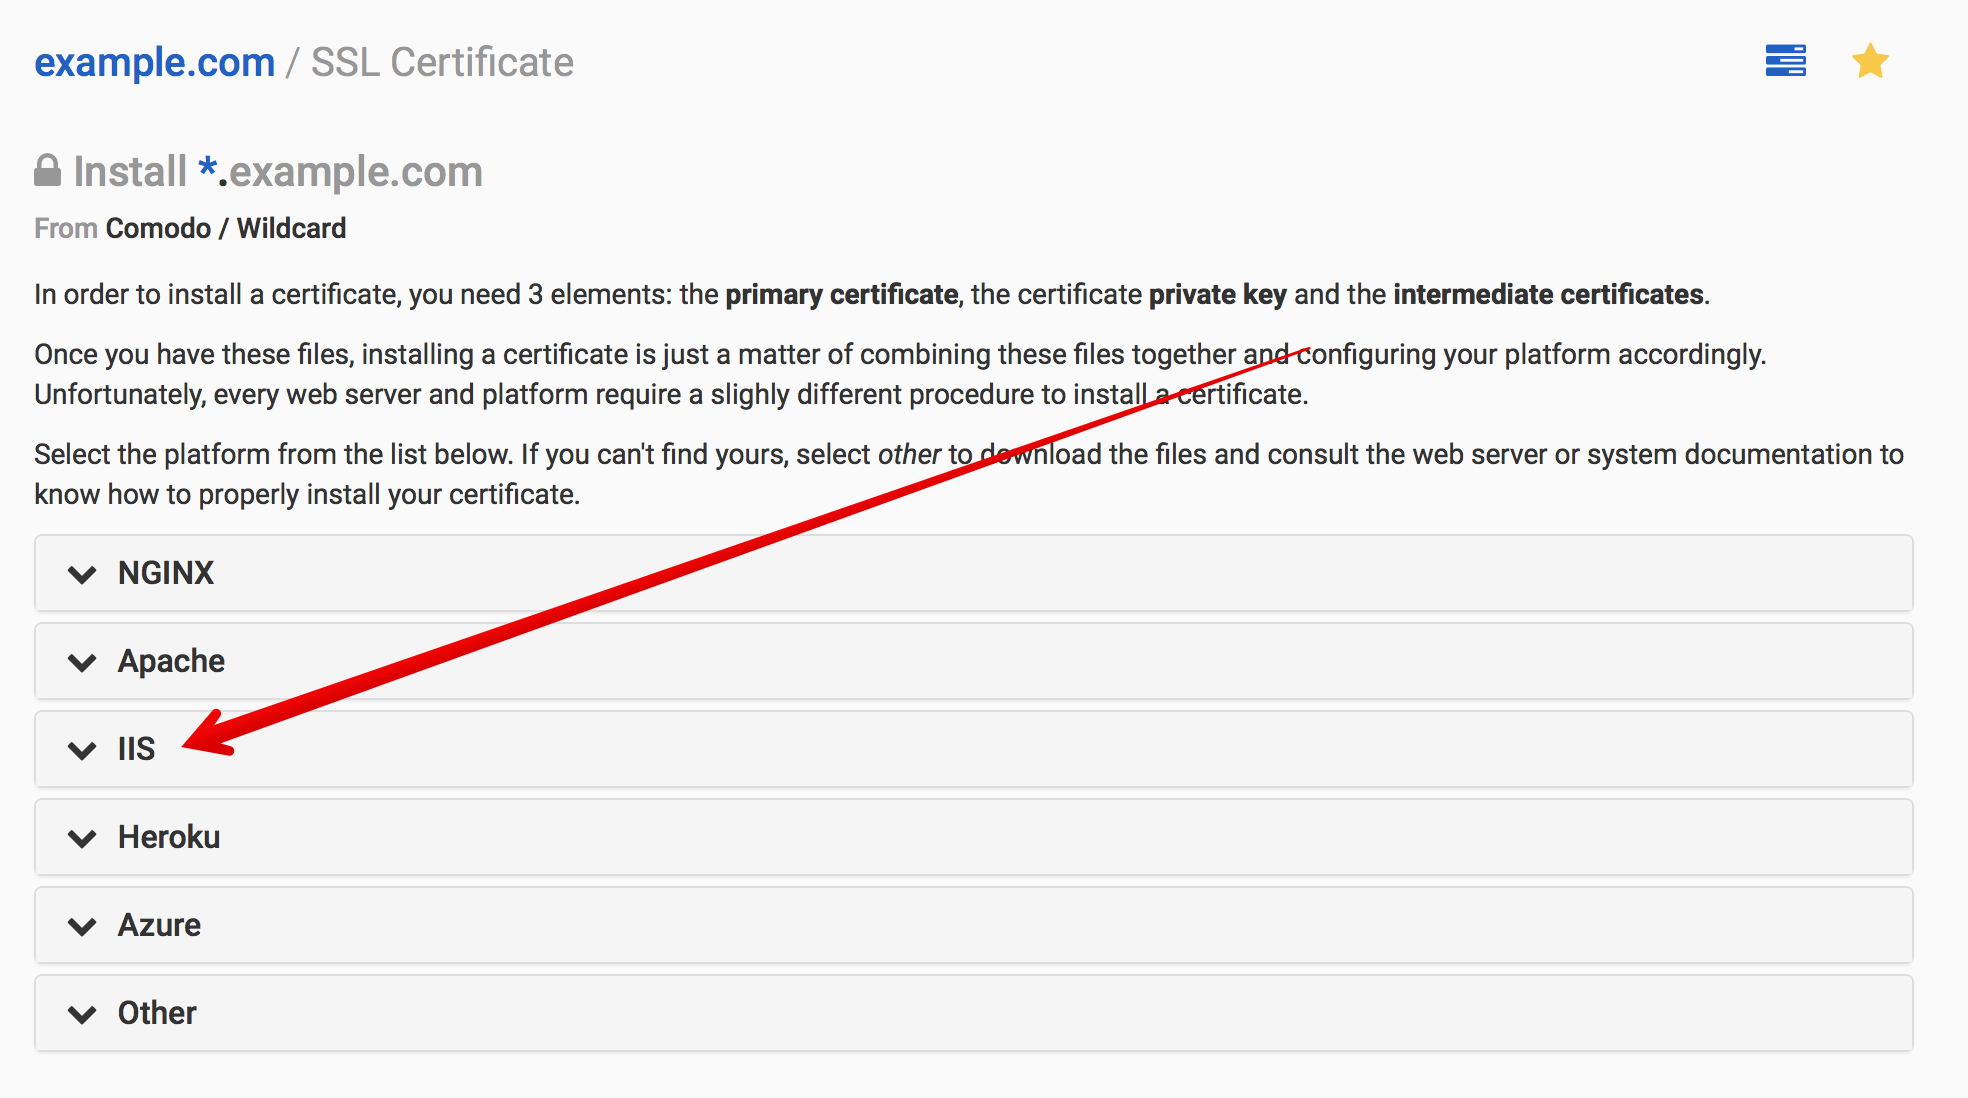 example.com / SSL Certificate
Install *.example.com
From Comodo / Wildcard
In order to install a certificate, you need 3 elements: the primary certificate, the certificate private key and the intermediate certificates.
Once you have these files, installing a certificate is just a matter of combining these files together and configuring your platform accordingly.
Unfortunately, every web server and platform require a slighly different procedure to install a certificate.
Select the platform from the list below. If you can't find yours, select other to download the files and consult the web server or system documentation to
know how to properly install your certificate.
NGINX
Apache
IIS
Heroku
Azure
Other